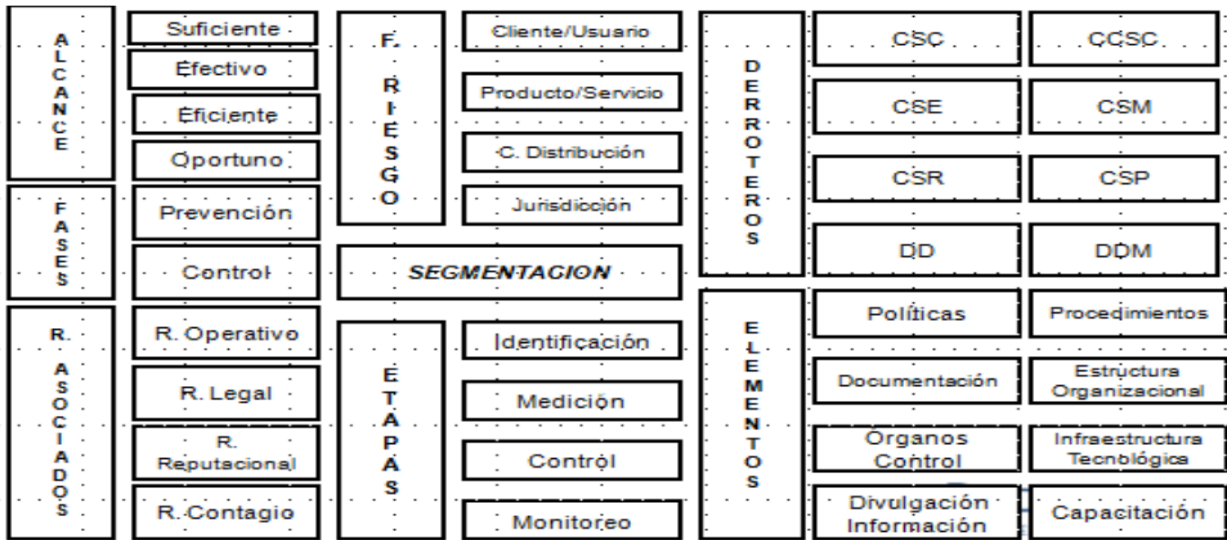 ALCANCE
Suficiente
Efectivo
Eficiente
Oportuno
FASES
Prevención
Control
R. ASOCIADOS
R. Operativo
R. Legal
R.
Reputacional
R. Contagio
F. RIESGO
Cliente/Usuario
Producto/Servicio
C. Distribución
Jurisdicción
SEGMENTACION
ETAPAS
Identificación
Medición
Control
Monitoreo
DERROTEROS
CSC
CCSC
CSE
CSM
CSR
CSP
DD
DDM
ELEMENTOS
Políticas
Procedimientos
Documentación
Estructura
Organizacional
Organos
Control
Infraestructura
Tecnológica
Divulgación
Información
Capacitación